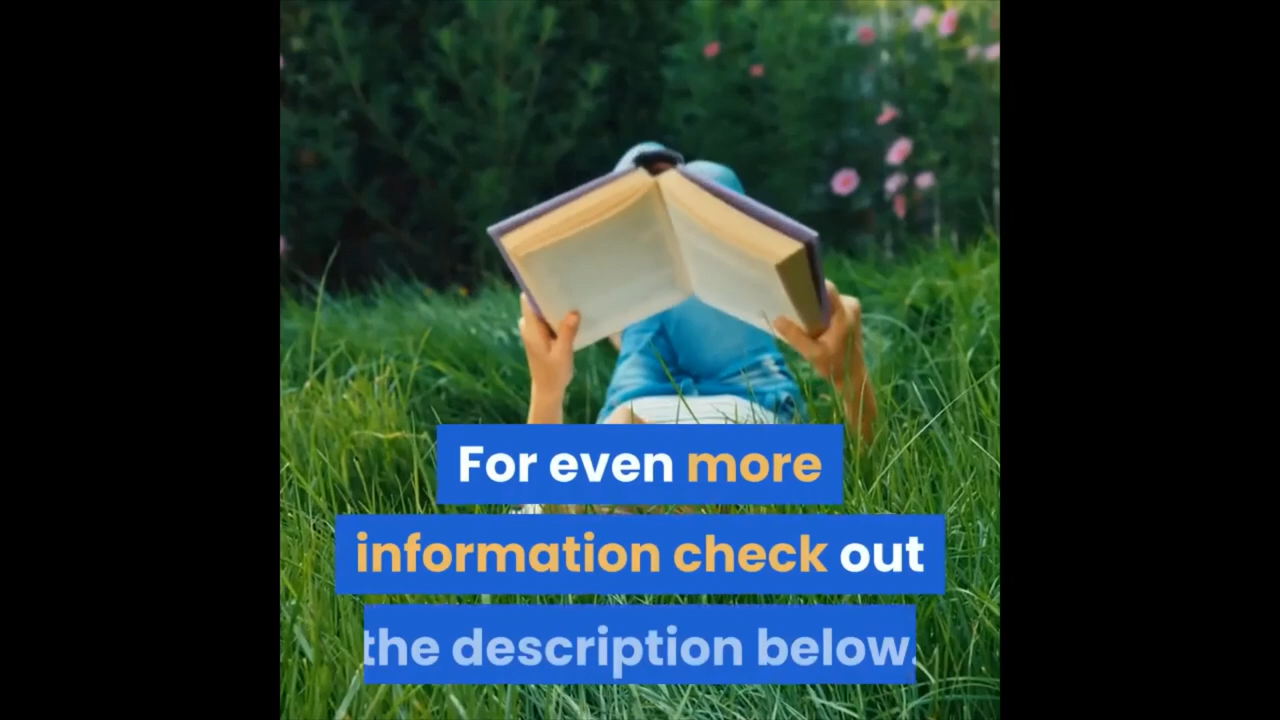 For even more
information check out
the description below.